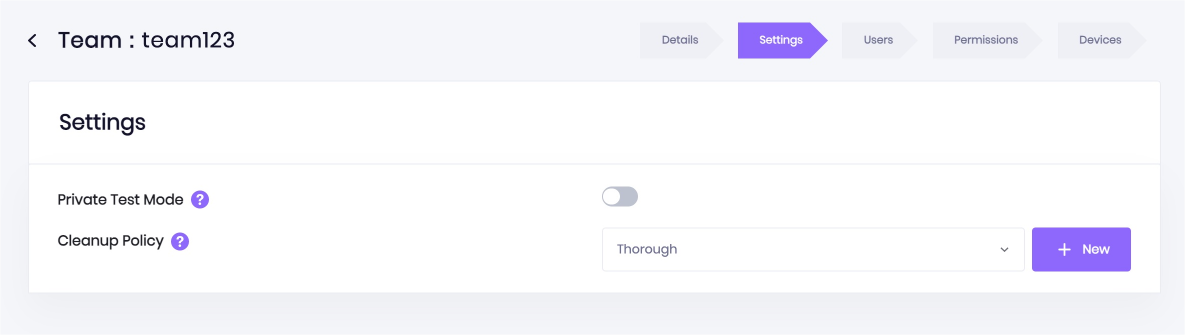 Team : team123
Details
Settings
Users
Permissions
Devices
Settings
Private Test Mode ?
Cleanup Policy ?
Thorough
+ New